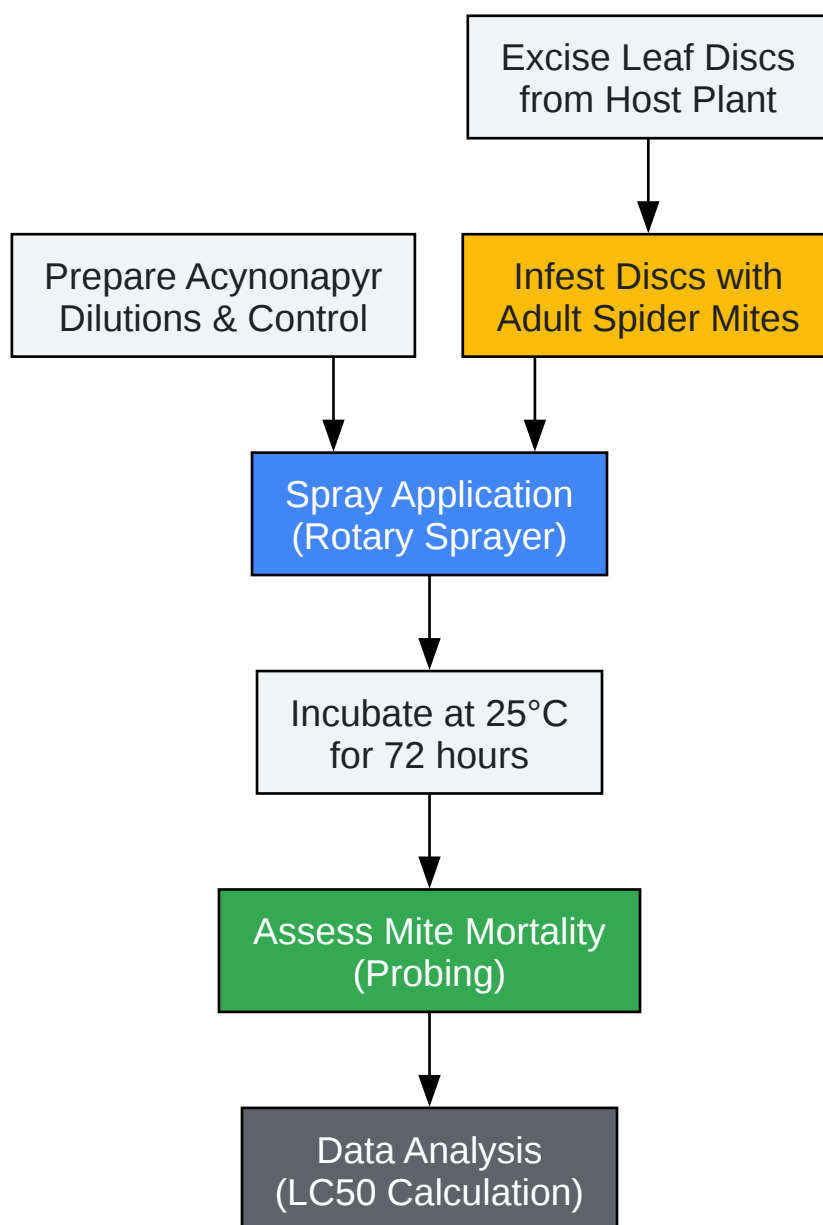 Excise Leaf Discs
from Host Plant
Prepare Acynonapyr
Dilutions & Control
Infest Discs with
Adult Spider Mites
Spray Application
(Rotary Sprayer)
Incubate at 25°C
for 72 hours
Assess Mite Mortality
(Probing)
Data Analysis
(LC50 Calculation)